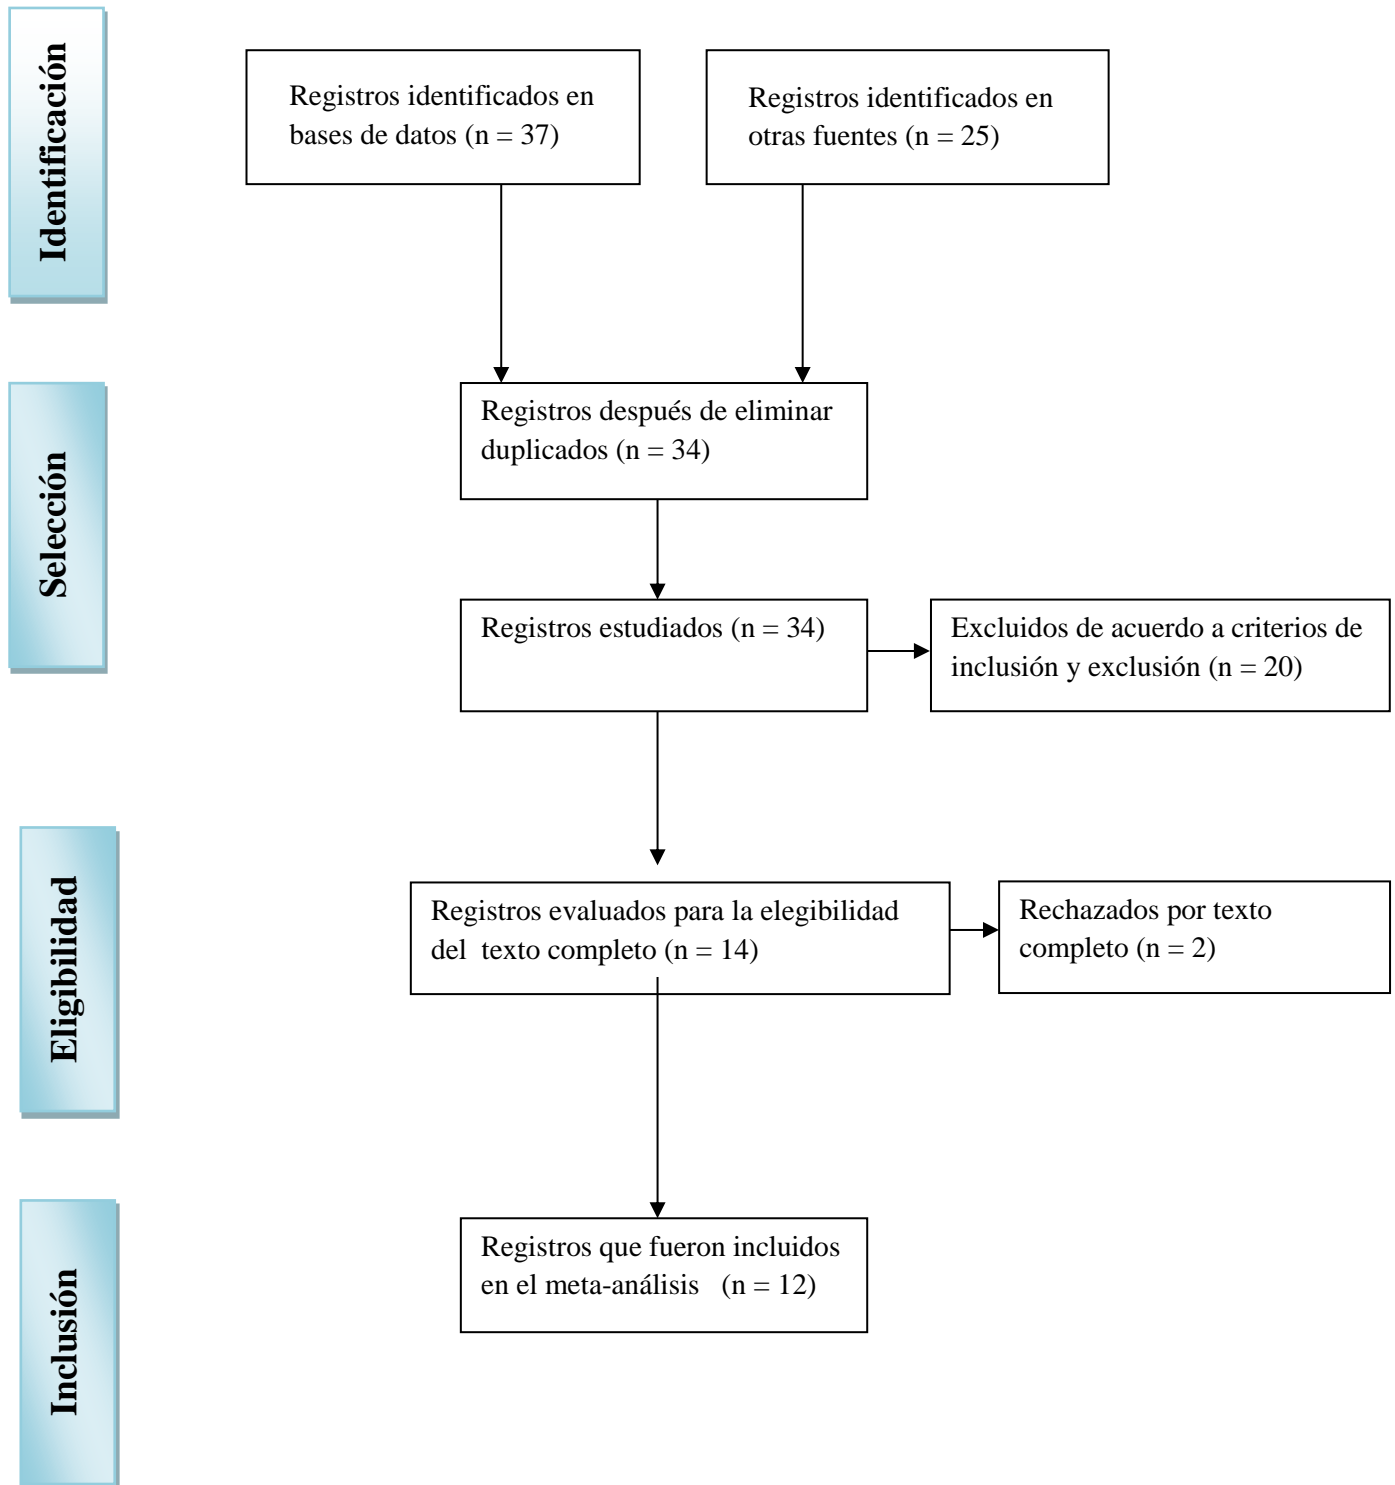 Identificación
Registros identificados en
bases de datos (n = 37)
Registros identificados en
otras fuentes (n = 25)
Selección
Registros después de eliminar
duplicados (n = 34)
Registros estudiados (n = 34)
Excluidos de acuerdo a criterios de
inclusión y exclusión (n = 20)
Eligibilidad
Registros evaluados para la elegibilidad
del  texto completo (n = 14)
Rechazados por texto
completo (n = 2)
Inclusión
Registros que fueron incluidos
en el meta-análisis   (n = 12)